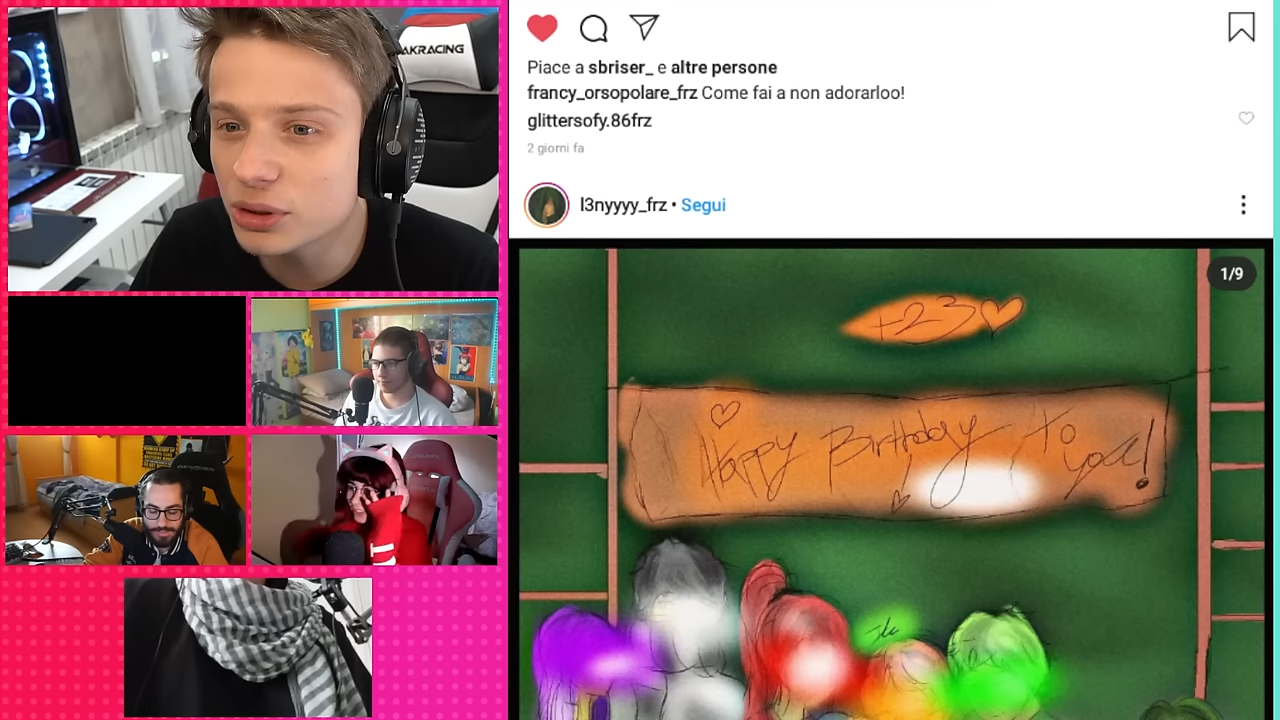 AKRACING
Piace a sbriser_ e altre persone
francy_orsopolare_frz Come fai a non adorarloo!
glittersofy.86frz
2 giorni fa
l3nyyyy_frz • Segui
1/9
+23
Happy Birthday to you!